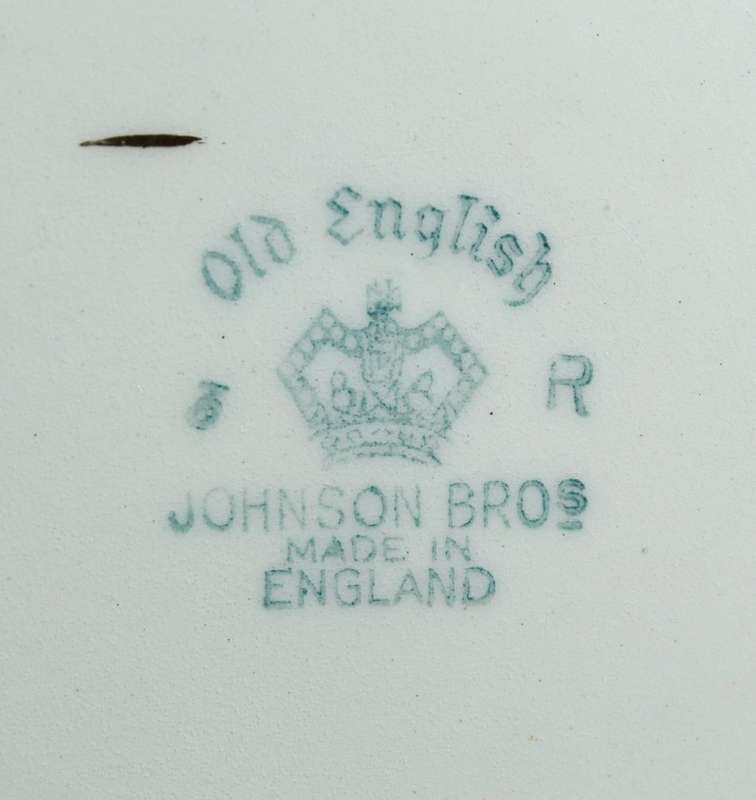 Old English
R
JOHNSON BROS
MADE IN
ENGLAND